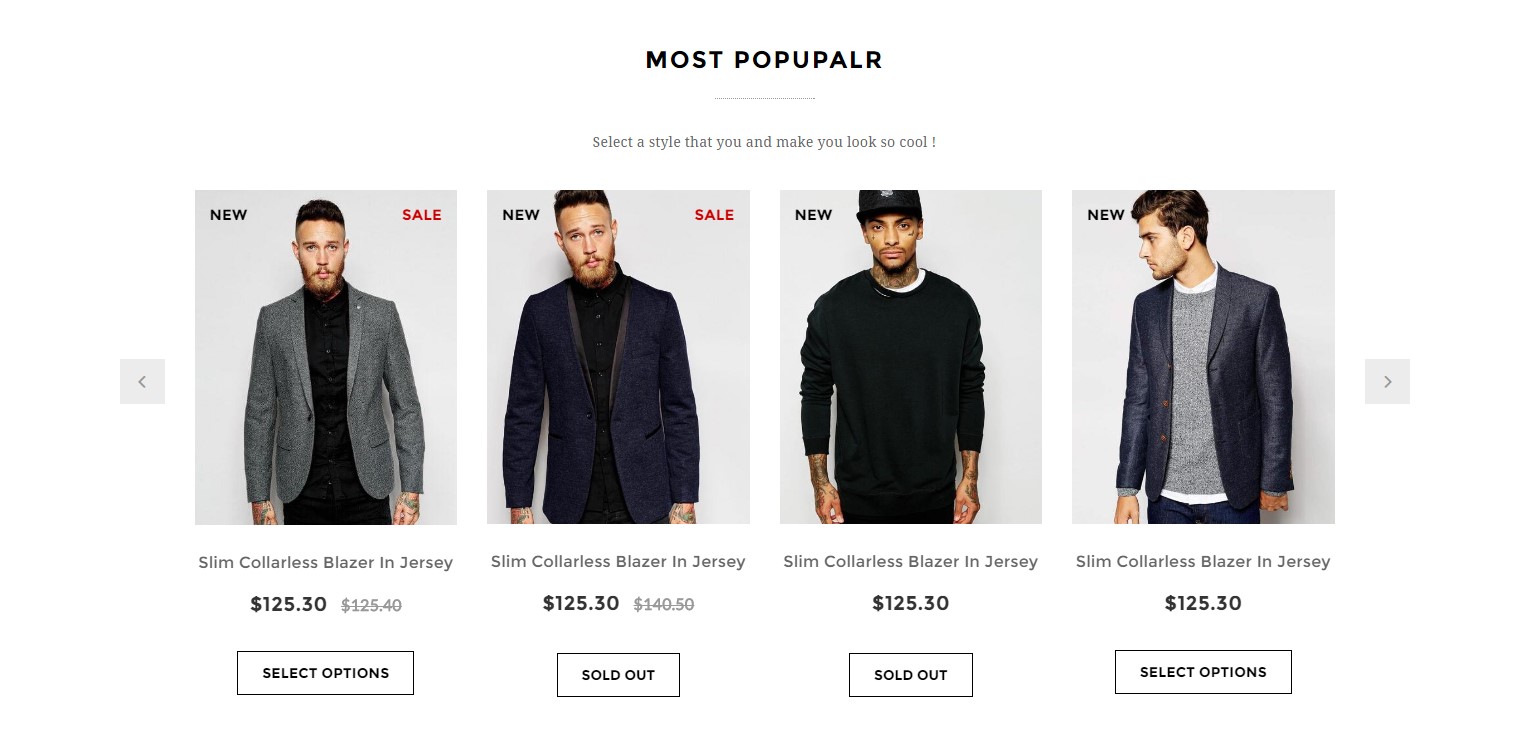 MOST POPUPALR
Select a style that you and make you look so cool !
NEW SALE
NEW SALE
NEW
NEW
Slim Collarless Blazer In Jersey
$125.30 $125.40
SELECT OPTIONS
Slim Collarless Blazer In Jersey
$125.30 $140.50
SOLD OUT
Slim Collarless Blazer In Jersey
$125.30
SOLD OUT
Slim Collarless Blazer In Jersey
$125.30
SELECT OPTIONS